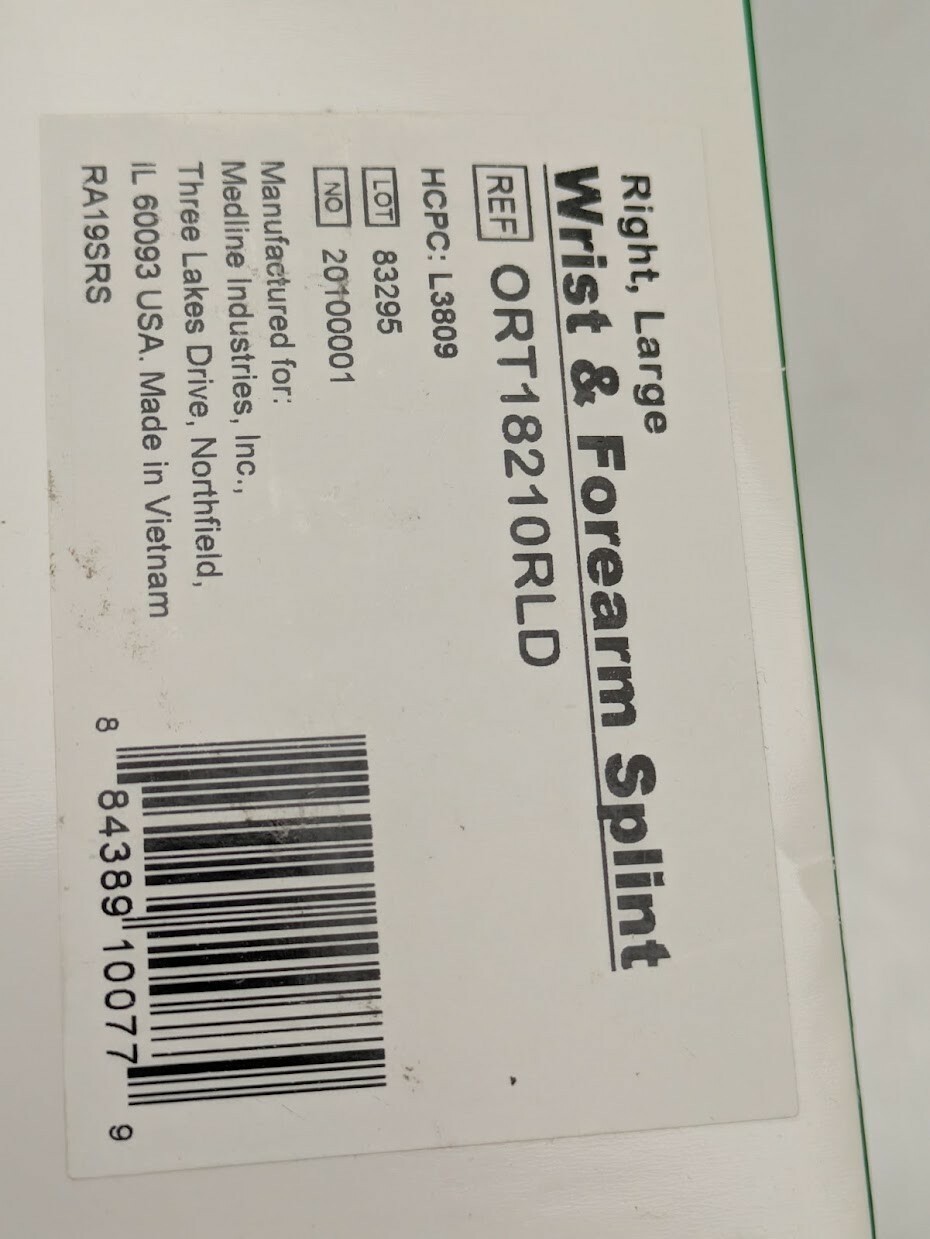 Right, Large
Wrist & Forearm Splint
REF ORT18210RLD
HCPC: L3809
LOT 83295
NO 20100001
Manufactured for:
Medline Industries, Inc.,
Three Lakes Drive, Northfield,
IL 60093 USA. Made in Vietnam
RA19SRS
8 84389 10077 9